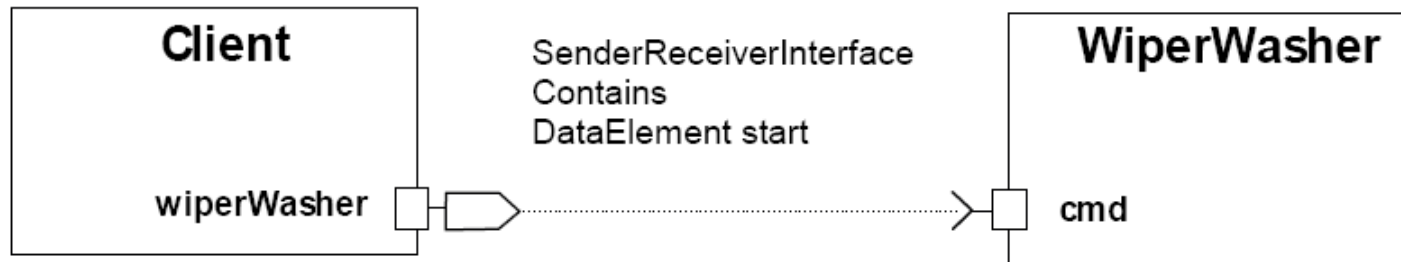 Client
SenderReceiverInterface
Contains
DataElement start
WiperWasher
wiperWasher
cmd